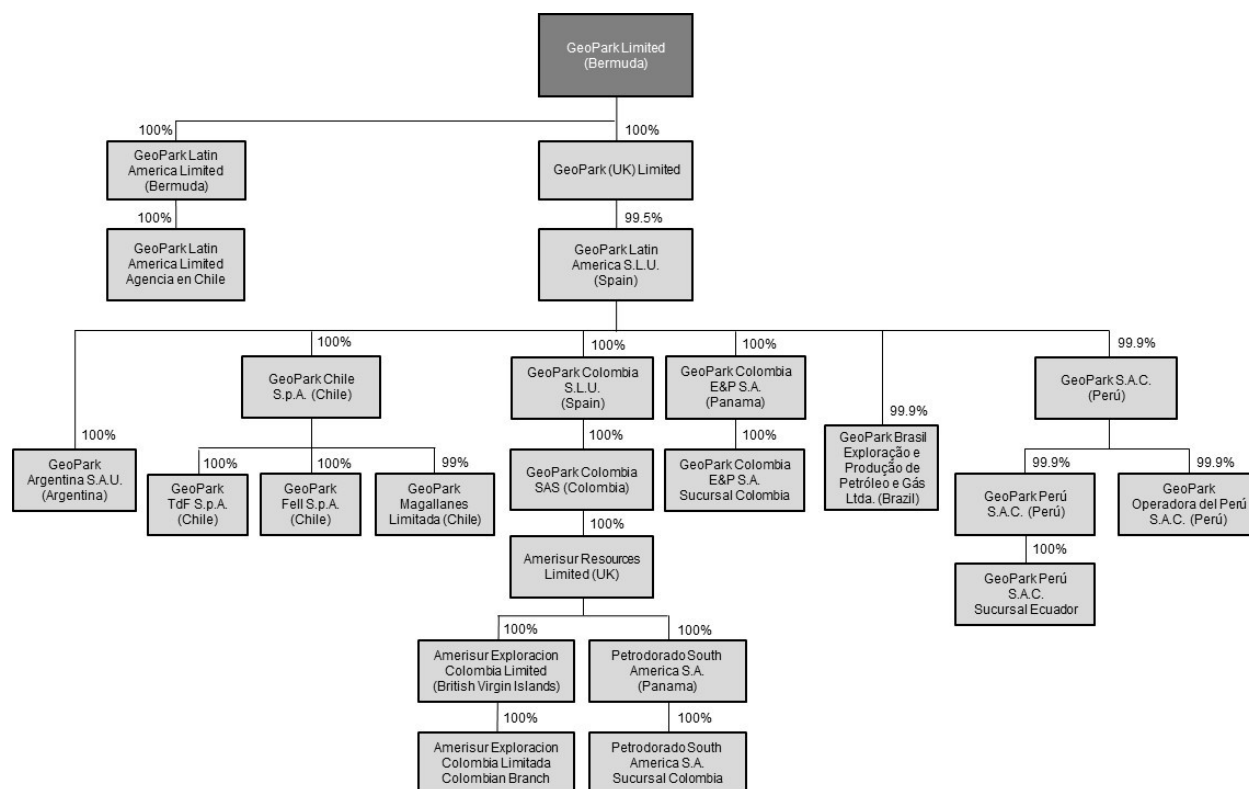 GeoPark Limited
(Bermuda)
100%
100%
GeoPark Latin
America Limited
(Bermuda)
GeoPark (UK) Limited
100%
99.5%
GeoPark Latin
America Limited
Agencia en Chile
GeoPark Latin
America S.L.U.
(Spain)
100%
100%
100%
99.9%
GeoPark Chile
S.p.A. (Chile)
GeoPark Colombia
S.L.U.
(Spain)
GeoPark Colombia
E&P S.A.
(Panama)
GeoPark S.A.C.
(Perú)
99.9%
100%
GeoPark
Argentina S.A.U.
(Argentina)
100%
100%
99%
100%
100%
GeoPark Brasil
Exploração e
Produção de
Petróleo e Gás
Ltda. (Brazil)
99.9%
99.9%
GeoPark
TdF S.p.A.
(Chile)
GeoPark
Fell S.p.A.
(Chile)
GeoPark
Magallanes
Limitada (Chile)
GeoPark Colombia
SAS (Colombia)
GeoPark Colombia
E&P S.A.
Sucursal Colombia
GeoPark Perú
S.A.C. (Perú)
GeoPark
Operadora del Perú
S.A.C. (Perú)
100%
100%
Amerisur Resources
Limited (UK)
GeoPark Perú
S.A.C.
Sucursal Ecuador
100%
100%
Amerisur Exploracion
Colombia Limited
(British Virgin Islands)
Petrodorado South
America S.A.
(Panama)
100%
100%
Amerisur Exploracion
Colombia Limitada
Colombian Branch
Petrodorado South
America S.A.
Sucursal Colombia